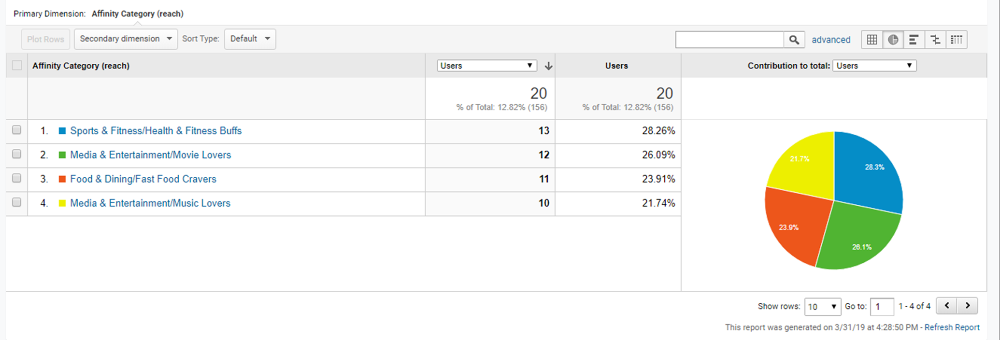 Primary Dimension: Affinity Category (reach)
Plot Rows Secondary dimension Sort Type: Default advanced
Affinity Category (reach) Users Users Contribution to total: Users
20 20
% of Total: 12.82% (156) % of Total: 12.82% (156)
1. Sports & Fitness/Health & Fitness Buffs 13 28.26%
2. Media & Entertainment/Movie Lovers 12 26.09%
3. Food & Dining/Fast Food Cravers 11 23.91%
4. Media & Entertainment/Music Lovers 10 21.74%
21.7%
28.3%
23.9%
26.1%
Show rows: 10 Go to: 1 1 - 4 of 4
This report was generated on 3/31/19 at 4:28:50 PM - Refresh Report